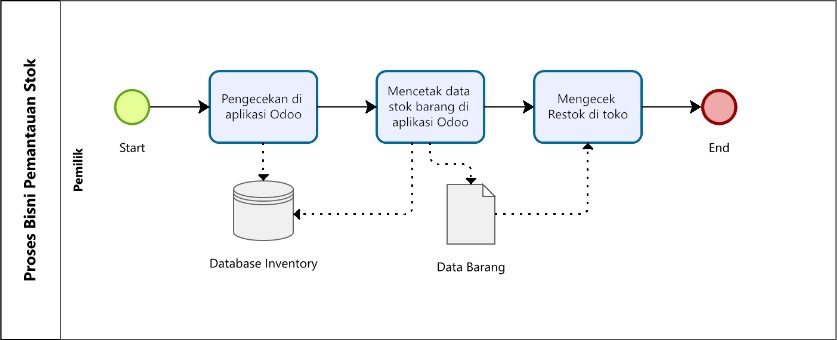 Proses Bisni Pemantauan Stok
Pemilik
Start
Pengecekan di
aplikasi Odoo
Mencetak data
stok barang di
aplikasi Odoo
Mengecek
Restok di toko
End
Database Inventory
Data Barang